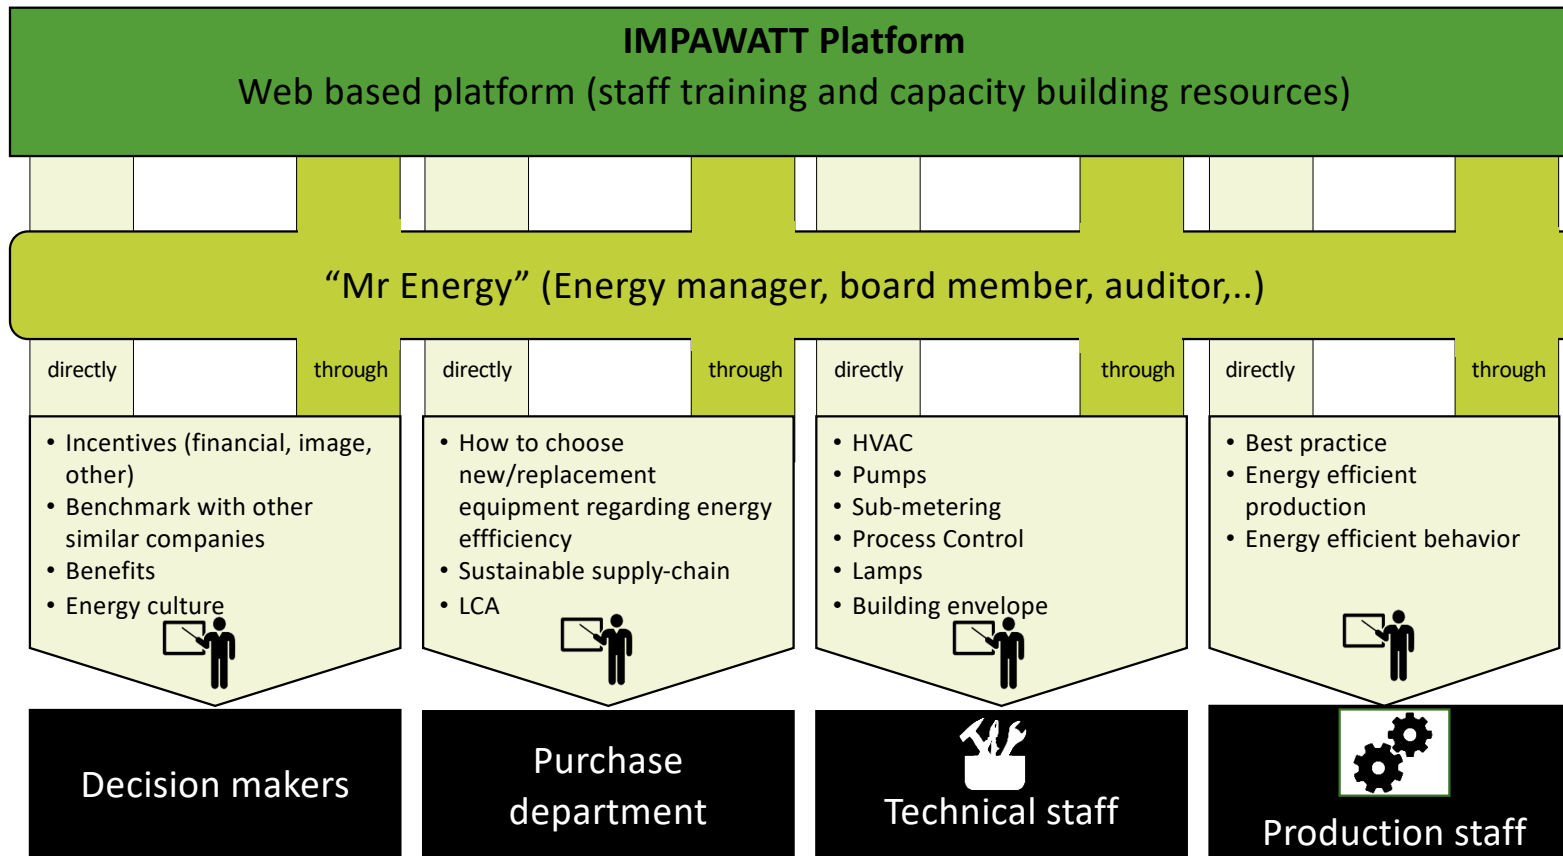 IMPAWATT Platform
Web based platform (staff training and capacity building resources)
“Mr Energy” (Energy manager, board member, auditor,..)
directly
through
directly
through
directly
through
directly
through
• Incentives (financial, image,
other)
• Benchmark with other
similar companies
• Benefits
• Energy culture
• How to choose
new/replacement
equipment regarding energy
effficiency
• Sustainable supply-chain
• LCA
• HVAC
• Pumps
• Sub-metering
• Process Control
• Lamps
• Building envelope
• Best practice
• Energy efficient
production
• Energy efficient behavior
Decision makers
Purchase
department
Technical staff
Production staff